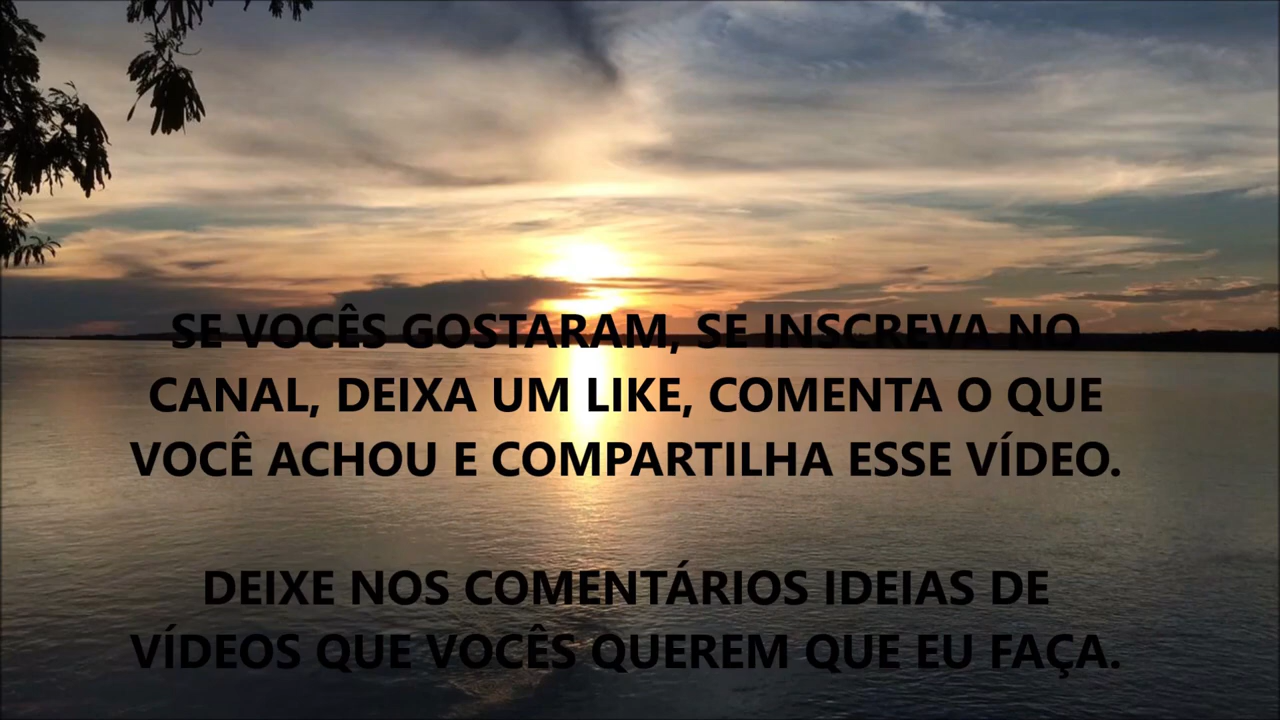 SE VOCÊS GOSTARAM, SE INSCREVA NO
CANAL, DEIXA UM LIKE, COMENTA O QUE
VOCÊ ACHOU E COMPARTILHA ESSE VÍDEO.
DEIXE NOS COMENTÁRIOS IDEIAS DE
VÍDEOS QUE VOCÊS QUEREM QUE EU FAÇA.